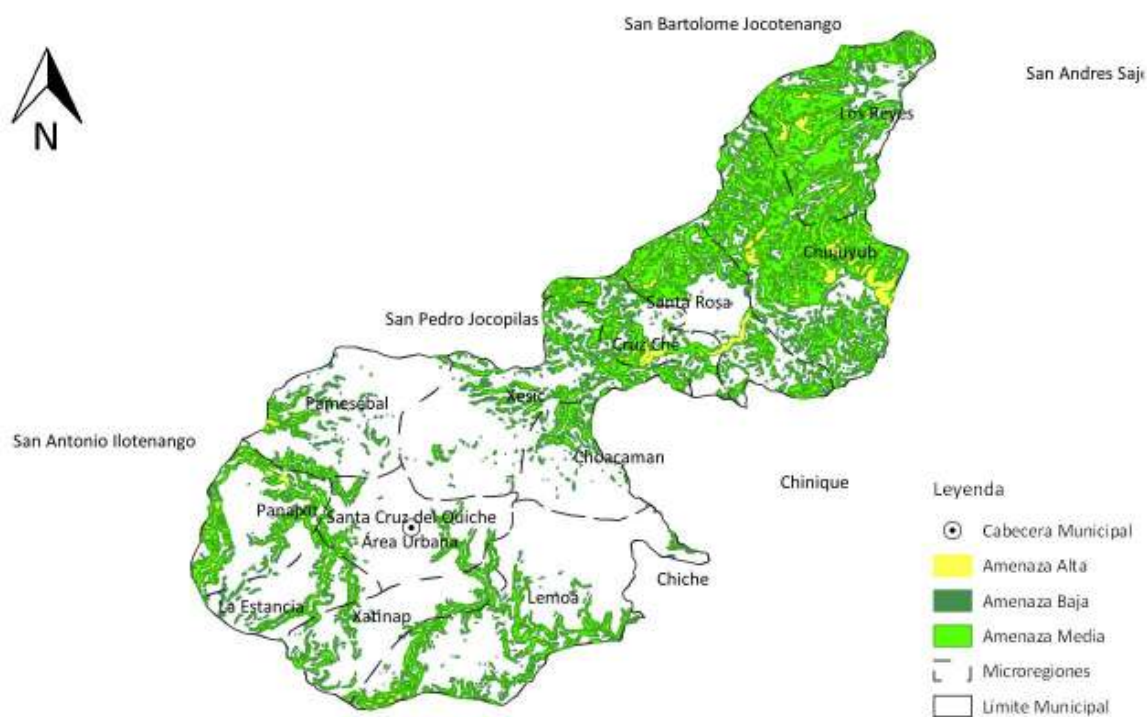 San Bartolome Jocotenango
San Andres Saj
N
Los Reyes
Chujuyub
Santa Rosa
San Pedro Jocopilas
Cruz Ché
Xesic
Pamesebal
San Antonio Ilotenango
Choacaman
Chinique
Panajxit
Santa Cruz del Quiche
Área Urbana
Chiche
La Estancia
Xatinap
Lemoa
Leyenda
Cabecera Municipal
Amenaza Alta
Amenaza Baja
Amenaza Media
Microregiones
Límite Municipal